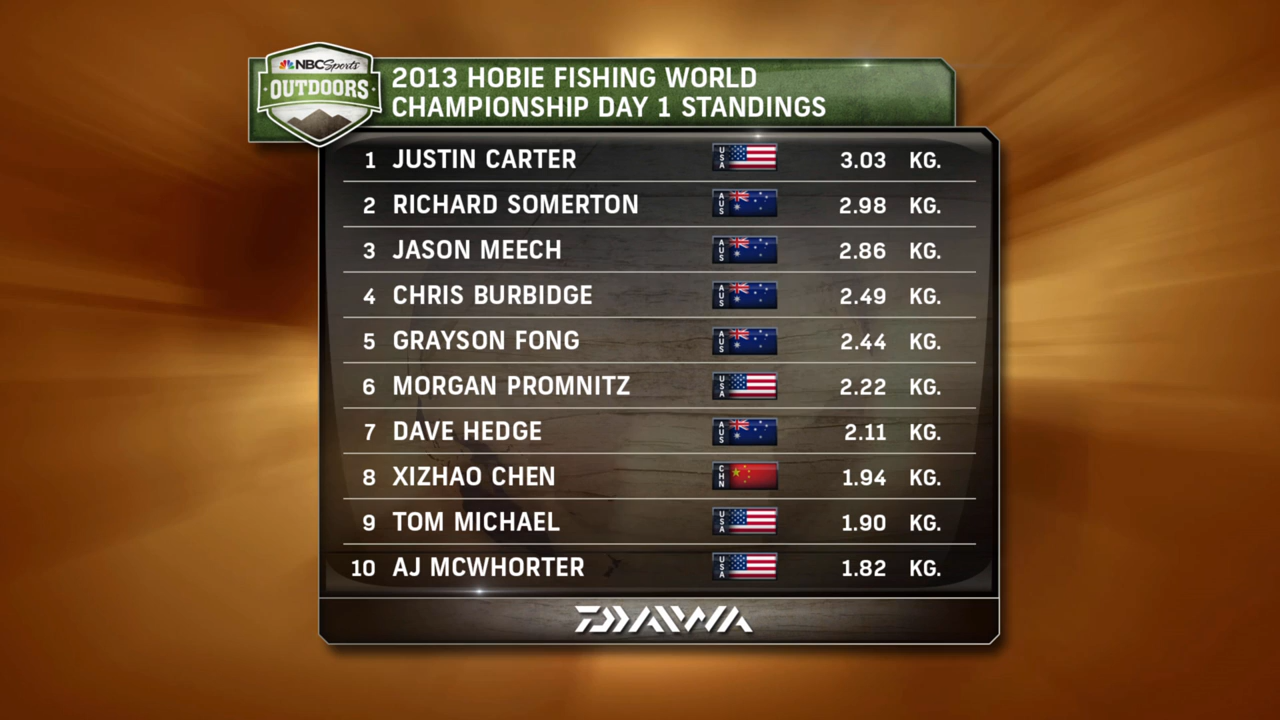 NBC Sports
OUTDOORS
2013 HOBIE FISHING WORLD
CHAMPIONSHIP DAY 1 STANDINGS
1 JUSTIN CARTER USA 3.03 KG.
2 RICHARD SOMERTON AUS 2.98 KG.
3 JASON MEECH AUS 2.86 KG.
4 CHRIS BURBIDGE AUS 2.49 KG.
5 GRAYSON FONG AUS 2.44 KG.
6 MORGAN PROMNITZ USA 2.22 KG.
7 DAVE HEDGE AUS 2.11 KG.
8 XIZHAO CHEN CHN 1.94 KG.
9 TOM MICHAEL USA 1.90 KG.
10 AJ MCWHORTER USA 1.82 KG.
DAIWA